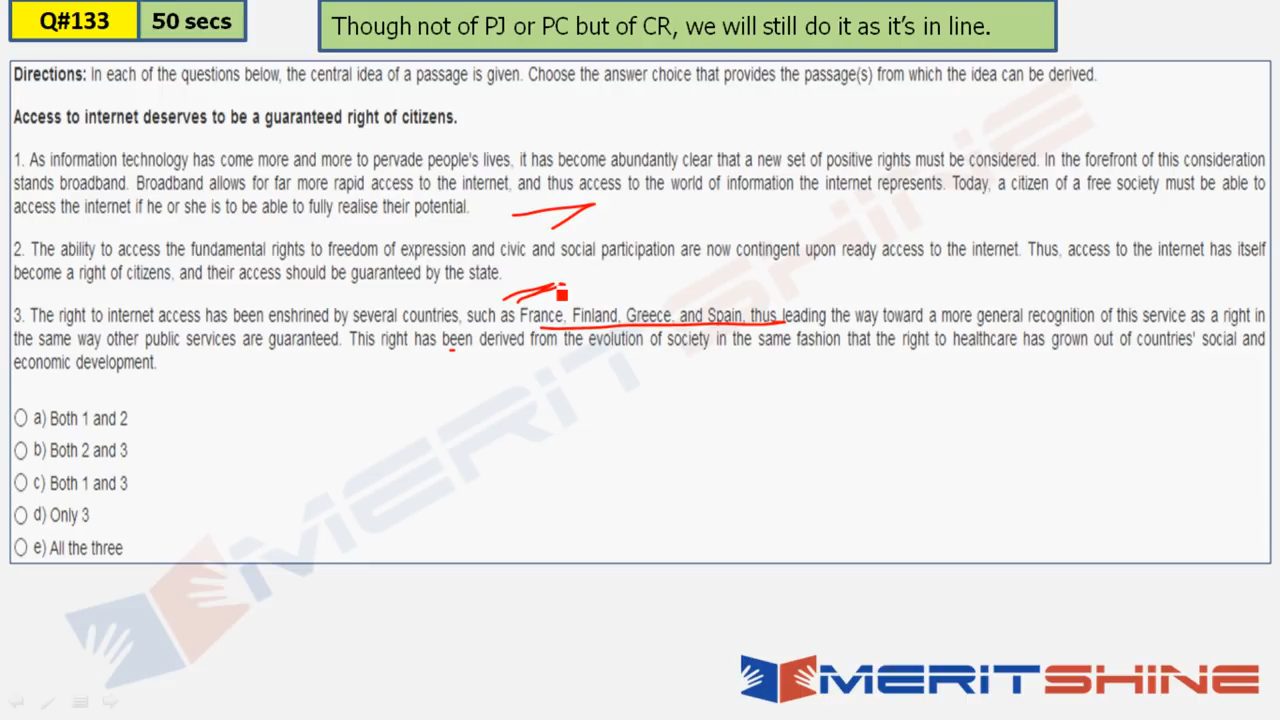 Q#133
50 secs
Though not of PJ or PC but of CR, we will still do it as it's in line.
Directions: In each of the questions below, the central idea of a passage is given. Choose the answer choice that provides the passage(s) from which the idea can be derived.
Access to internet deserves to be a guaranteed right of citizens.
1. As information technology has come more and more to pervade people's lives, it has become abundantly clear that a new set of positive rights must be considered. In the forefront of this consideration
stands broadband. Broadband allows for far more rapid access to the internet, and thus access to the world of information the internet represents. Today, a citizen of a free society must be able to
access the internet if he or she is to be able to fully realise their potential.
2. The ability to access the fundamental rights to freedom of expression and civic and social participation are now contingent upon ready access to the internet. Thus, access to the internet has itself
become a right of citizens, and their access should be guaranteed by the state.
3. The right to internet access has been enshrined by several countries, such as France, Finland, Greece, and Spain, thus leading the way toward a more general recognition of this service as a right in
the same way other public services are guaranteed. This right has been derived from the evolution of society in the same fashion that the right to healthcare has grown out of countries' social and
economic development.
a) Both 1 and 2
b) Both 2 and 3
c) Both 1 and 3
d) Only 3
e) All the three
MERIT SHINE
MERITSHINE